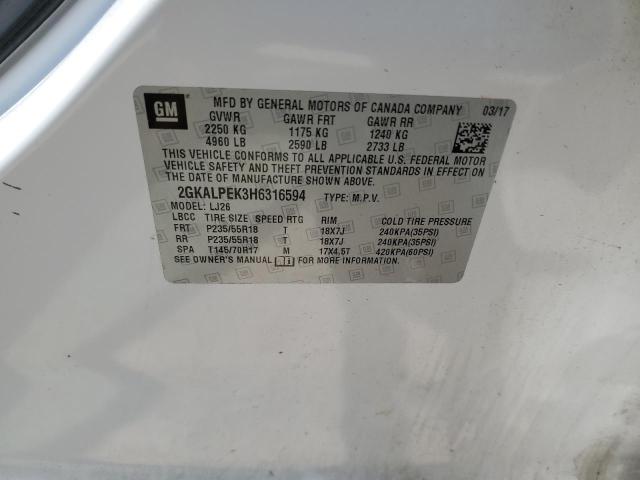 GM
MFD BY GENERAL MOTORS OF CANADA COMPANY 03/17
GVWR GAWR FRT GAWR RR
2250 KG 1175 KG 1240 KG
4960 LB 2590 LB 2733 LB
THIS VEHICLE CONFORMS TO ALL APPLICABLE U.S. FEDERAL MOTOR
VEHICLE SAFETY AND THEFT PREVENTION STANDARDS IN EFFECT ON
THE DATE OF MANUFACTURE SHOWN ABOVE.
2GKALPEK3H6316594 TYPE: M.P.V.
MODEL: LJ26
LBCC TIRE SIZE SPEED RTG RIM COLD TIRE PRESSURE
FRT P235/55R18 T 18X7J 240KPA(35PSI)
RR P235/55R18 T 18X7J 240KPA(35PSI)
SPA T145/70R17 M 17X4.5T 420KPA(60PSI)
SEE OWNER'S MANUAL FOR MORE INFORMATION.